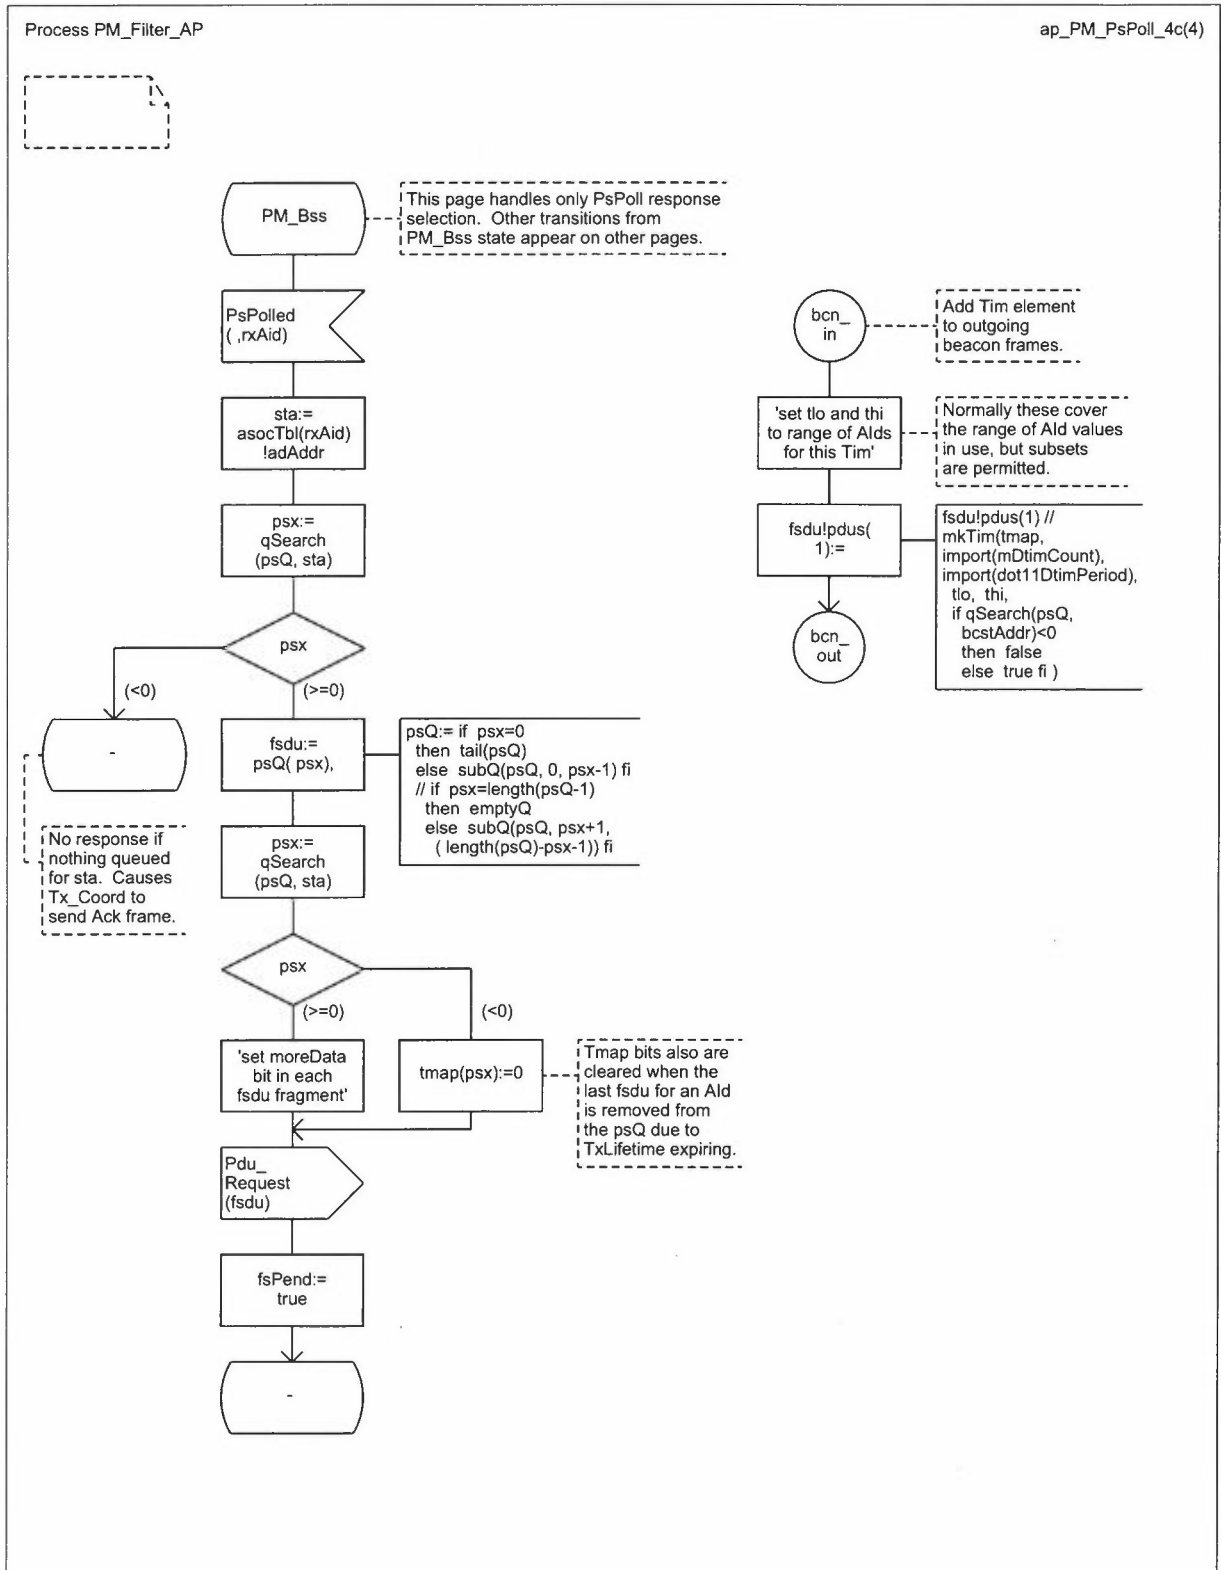 Process PM_Filter_AP
ap_PM_PsPoll_4c(4)
PM_Bss
This page handles only PsPoll response
selection. Other transitions from
PM_Bss state appear on other pages.
PsPolled
( ,rxAid)
sta:=
asocTbl(rxAid)
!adAddr
psx:=
qSearch
(psQ, sta)
psx
(<0)
(>=0)
-
No response if
nothing queued
for sta. Causes
Tx_Coord to
send Ack frame.
fsdu:=
psQ( psx),
psQ:= if psx=0
then tail(psQ)
else subQ(psQ, 0, psx-1) fi
// if psx=length(psQ-1)
then emptyQ
else subQ(psQ, psx+1,
( length(psQ)-psx-1)) fi
psx:=
qSearch
(psQ, sta)
psx
(>=0)
(<0)
'set moreData
bit in each
fsdu fragment'
tmap(psx):=0
Tmap bits also are
cleared when the
last fsdu for an AId
is removed from
the psQ due to
TxLifetime expiring.
Pdu_
Request
(fsdu)
fsPend:=
true
-
bcn_
in
Add Tim element
to outgoing
beacon frames.
'set tlo and thi
to range of AIds
for this Tim'
Normally these cover
the range of AId values
in use, but subsets
are permitted.
fsdu!pdus(
1):=
fsdu!pdus(1) //
mkTim(tmap,
import(mDtimCount),
import(dot11DtimPeriod),
tlo, thi,
if qSearch(psQ,
bcstAddr)<0
then false
else true fi )
bcn_
out